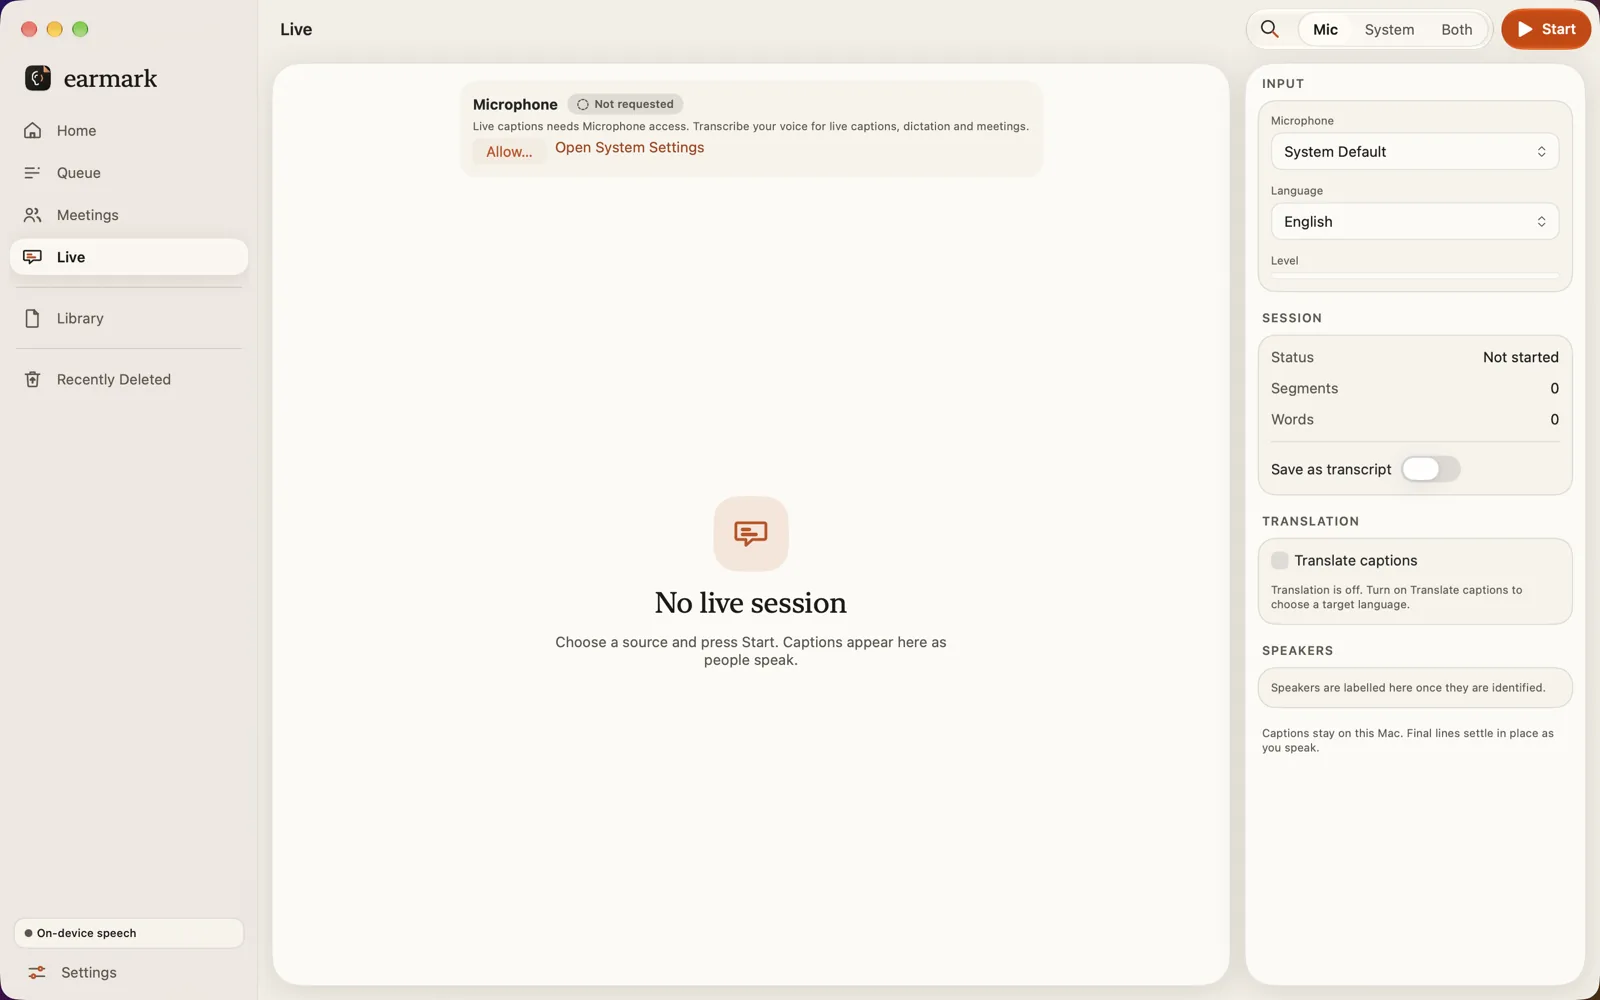 earmark
Home
Queue
Meetings
Live
Library
Recently Deleted
On-device speech
Settings
Live
Mic
System
Both
Start
Microphone
Not requested
Live captions needs Microphone access. Transcribe your voice for live captions, dictation and meetings.
Allow...
Open System Settings
No live session
Choose a source and press Start. Captions appear here as
people speak.
INPUT
Microphone
System Default
Language
English
Level
SESSION
Status Not started
Segments 0
Words 0
Save as transcript
TRANSLATION
Translate captions
Translation is off. Turn on Translate captions to
choose a target language.
SPEAKERS
Speakers are labelled here once they are identified.
Captions stay on this Mac. Final lines settle in place as
you speak.